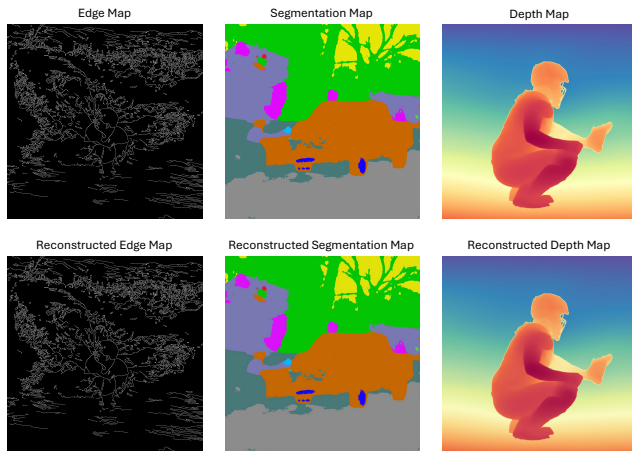 Edge Map
Segmentation Map
Depth Map
Reconstructed Edge Map
Reconstructed Segmentation Map
Reconstructed Depth Map